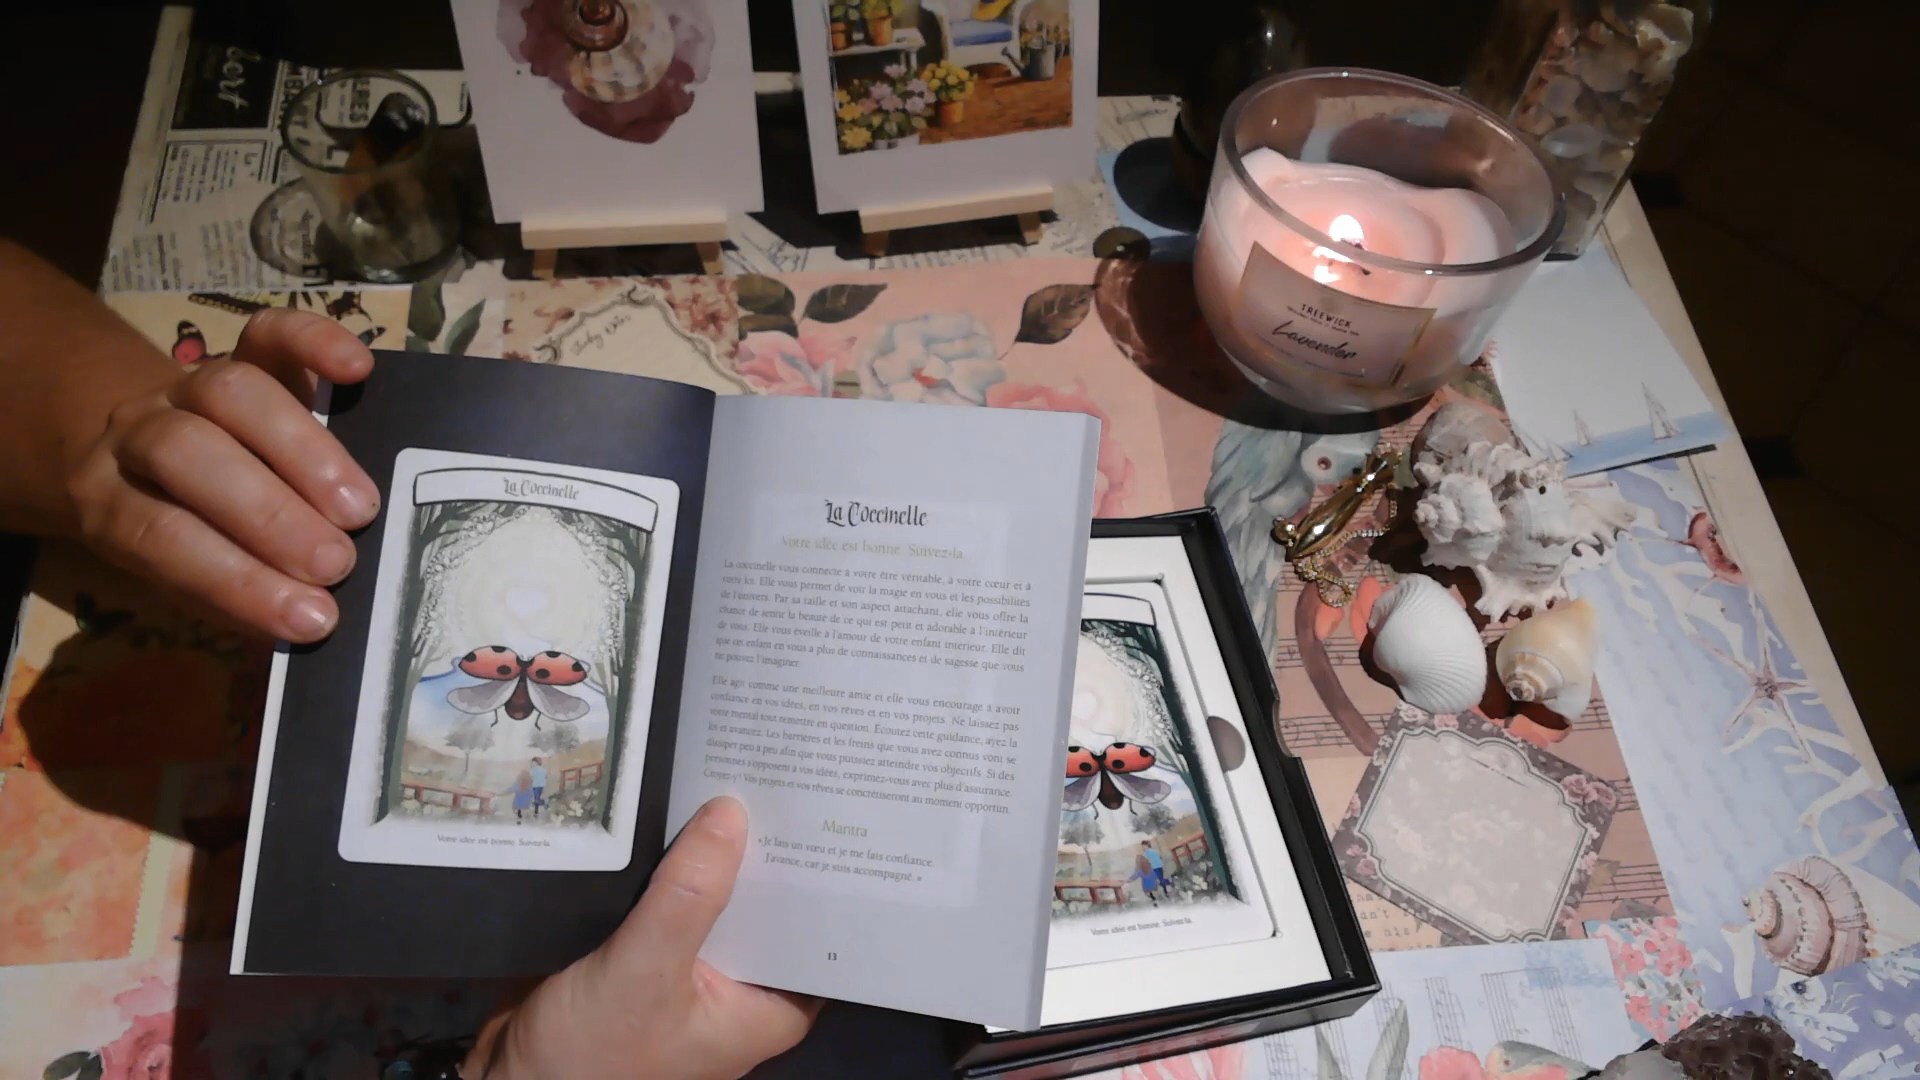 La Coccinelle
Votre idée est bonne. Suivez-la.
La Coccinelle
Votre idée est bonne. Suivez-la.
La coccinelle vous connecte à votre être véritable, à votre cœur et à
votre foi. Elle vous permet de voir la magie en vous et les possibilités
de l'univers. Par sa taille et son aspect attachant, elle vous offre la
chance de sentir la beauté de ce qui est petit et adorable à l'intérieur
de vous. Elle vous éveille à l'amour de votre enfant intérieur. Elle dit
que cet enfant en vous a plus de connaissances et de sagesse que vous
ne pouvez l'imaginer.
Elle agit comme une meilleure amie et elle vous encourage à avoir
confiance en vos idées, en vos rêves et en vos projets. Ne laissez pas
votre mental tout remettre en question. Écoutez cette guidance, ayez la
foi et avancez. Les barrières et les freins que vous avez connus vont se
dissiper peu à peu afin que vous puissiez atteindre vos objectifs. Si des
personnes s'opposent à vos idées, exprimez-vous avec plus d'assurance.
Croyez-y! Vos projets et vos rêves se concrétiseront au moment opportun.
Mantra
«Je fais un vœu et je me fais confiance.
J'avance, car je suis accompagné.»
13
Votre idée est bonne. Suivez-la.
TREEWICK
Lavender